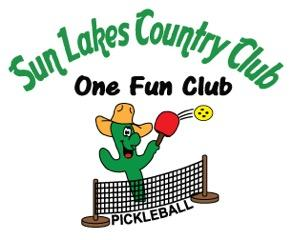 Sun Lakes Country Club
One Fun Club
PICKLEBALL